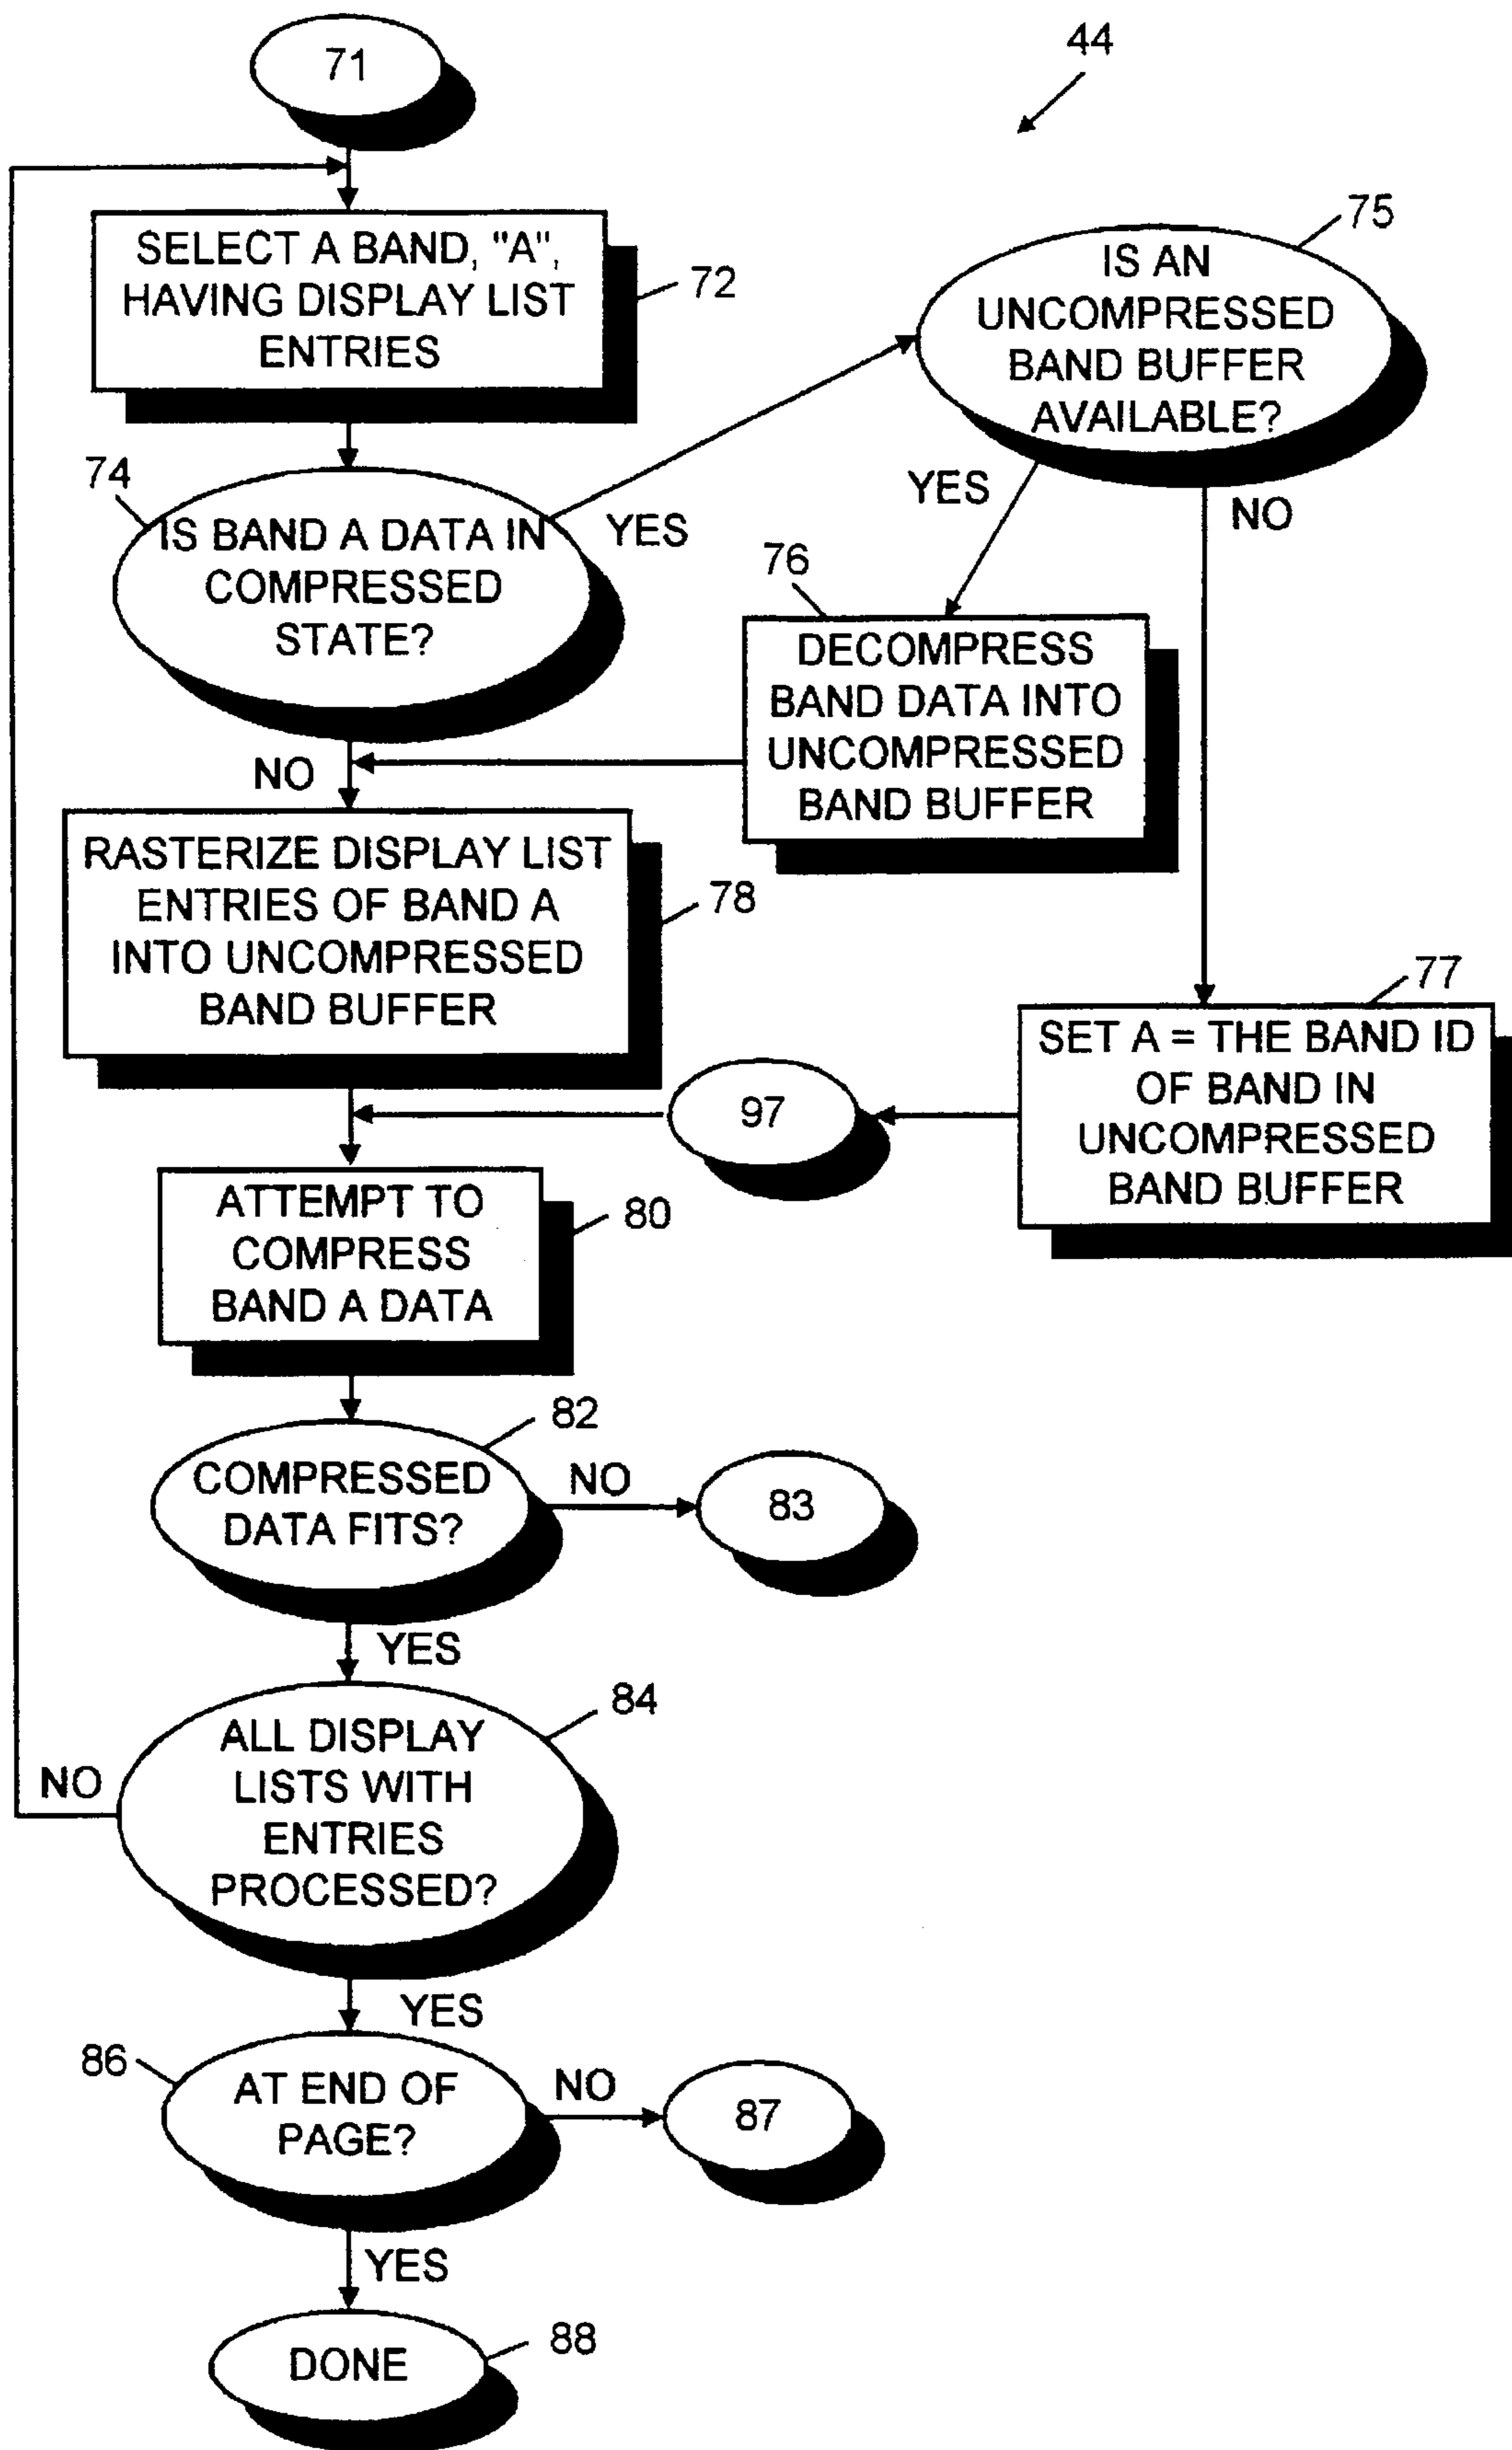 71
44
SELECT A BAND, "A",
HAVING DISPLAY LIST
ENTRIES
72
75
IS AN
UNCOMPRESSED
BAND BUFFER
AVAILABLE?
74
IS BAND A DATA IN
COMPRESSED
STATE?
YES
YES
NO
76
DECOMPRESS
BAND DATA INTO
UNCOMPRESSED
BAND BUFFER
NO
RASTERIZE DISPLAY LIST
ENTRIES OF BAND A
INTO UNCOMPRESSED
BAND BUFFER
78
77
SET A = THE BAND ID
OF BAND IN
UNCOMPRESSED
BAND BUFFER
97
ATTEMPT TO
COMPRESS
BAND A DATA
80
82
COMPRESSED
DATA FITS?
NO
83
YES
84
ALL DISPLAY
LISTS WITH
ENTRIES
PROCESSED?
NO
YES
86
AT END OF
PAGE?
NO
87
YES
DONE
88